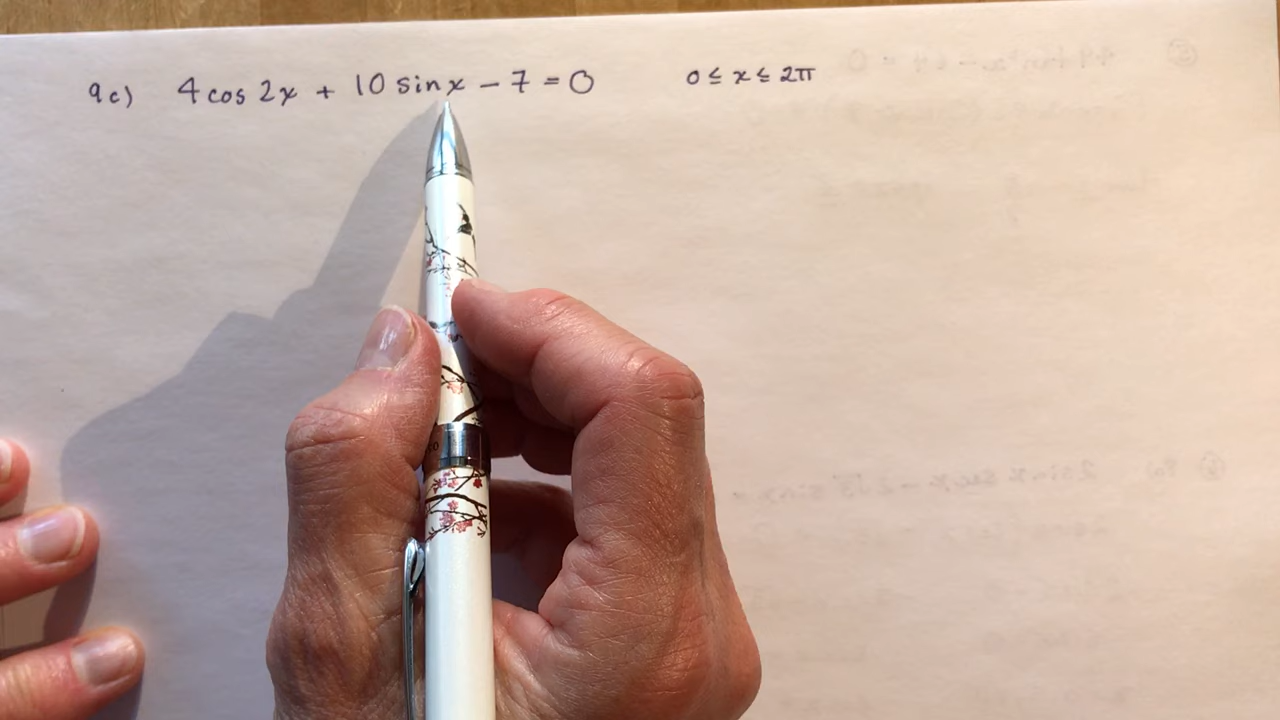 9c) 4 cos 2x + 10 sin x - 7 = 0 0 ≤ x ≤ 2π